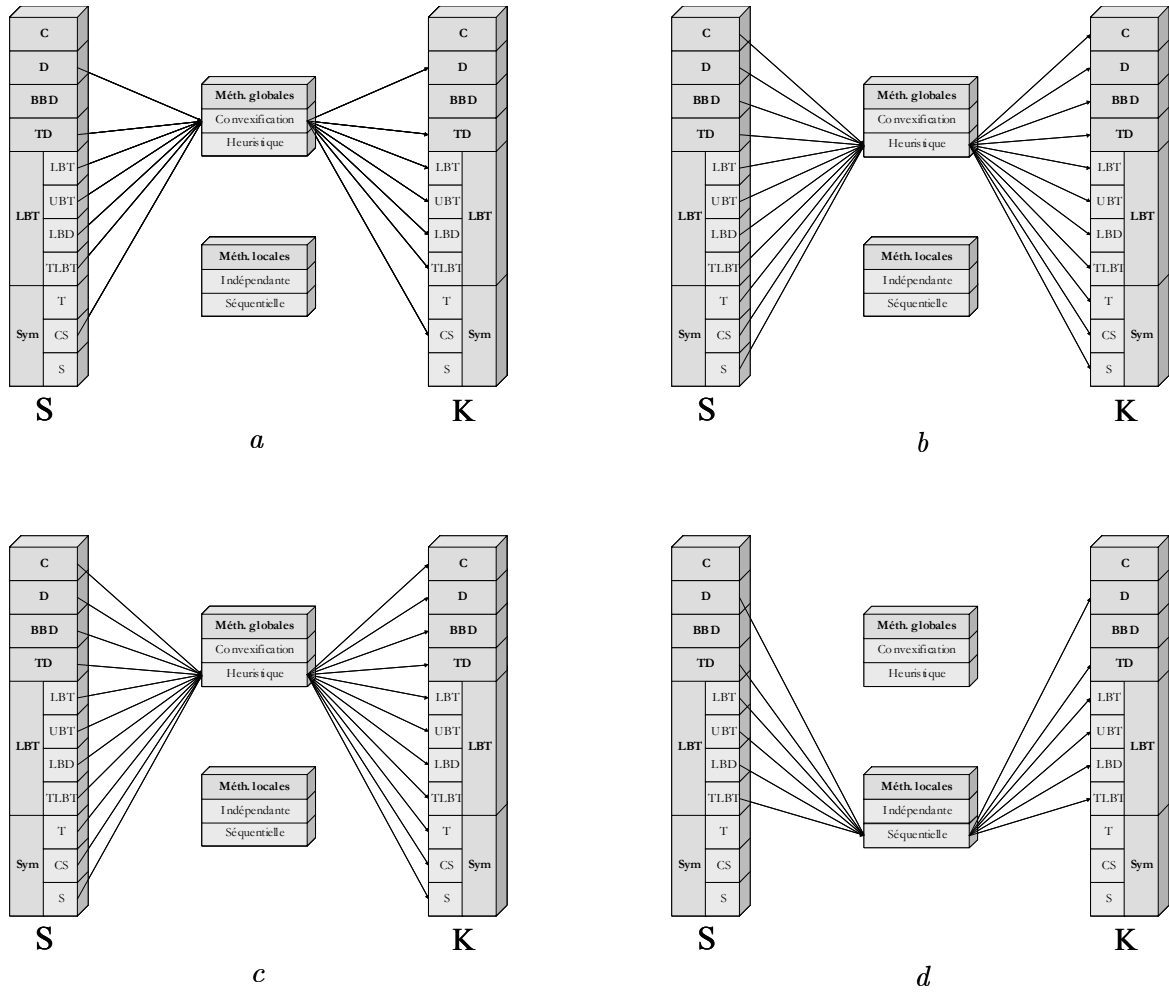 C
D
BBD
TD
LBT
LBT
UBT
LBD
TLBT
Sym
T
CS
S
S
Méth. globales
Convexification
Heuristique
Méth. locales
Indépendante
Séquentielle
C
D
BBD
TD
LBT
UBT
LBD
TLBT
LBT
T
CS
S
Sym
K
a
C
D
BBD
TD
LBT
LBT
UBT
LBD
TLBT
Sym
T
CS
S
S
Méth. globales
Convexification
Heuristique
Méth. locales
Indépendante
Séquentielle
C
D
BBD
TD
LBT
UBT
LBD
TLBT
LBT
T
CS
S
Sym
K
b
C
D
BBD
TD
LBT
LBT
UBT
LBD
TLBT
Sym
T
CS
S
S
Méth. globales
Convexification
Heuristique
Méth. locales
Indépendante
Séquentielle
C
D
BBD
TD
LBT
UBT
LBD
TLBT
LBT
T
CS
S
Sym
K
c
C
D
BBD
TD
LBT
LBT
UBT
LBD
TLBT
Sym
T
CS
S
S
Méth. globales
Convexification
Heuristique
Méth. locales
Indépendante
Séquentielle
C
D
BBD
TD
LBT
UBT
LBD
TLBT
LBT
T
CS
S
Sym
K
d